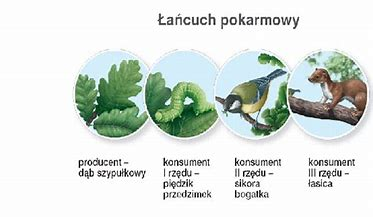 Łańcuch pokarmowy
producent –
dąb szypułkowy
konsument
I rzędu –
piędzik
przedzimek
konsument
II rzędu –
sikora
bogatka
konsument
III rzędu –
łasica